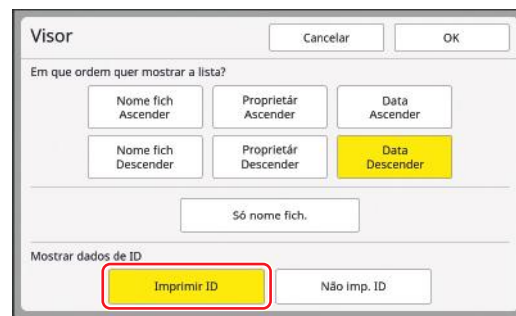 Visor
Cancelar
OK
Em que ordem quer mostrar a lista?
Nome fich
Ascender
Proprietár
Ascender
Data
Ascender
Nome fich
Descender
Proprietár
Descender
Data
Descender
Só nome fich.
Mostrar dados de ID
Imprimir ID
Não imp. ID